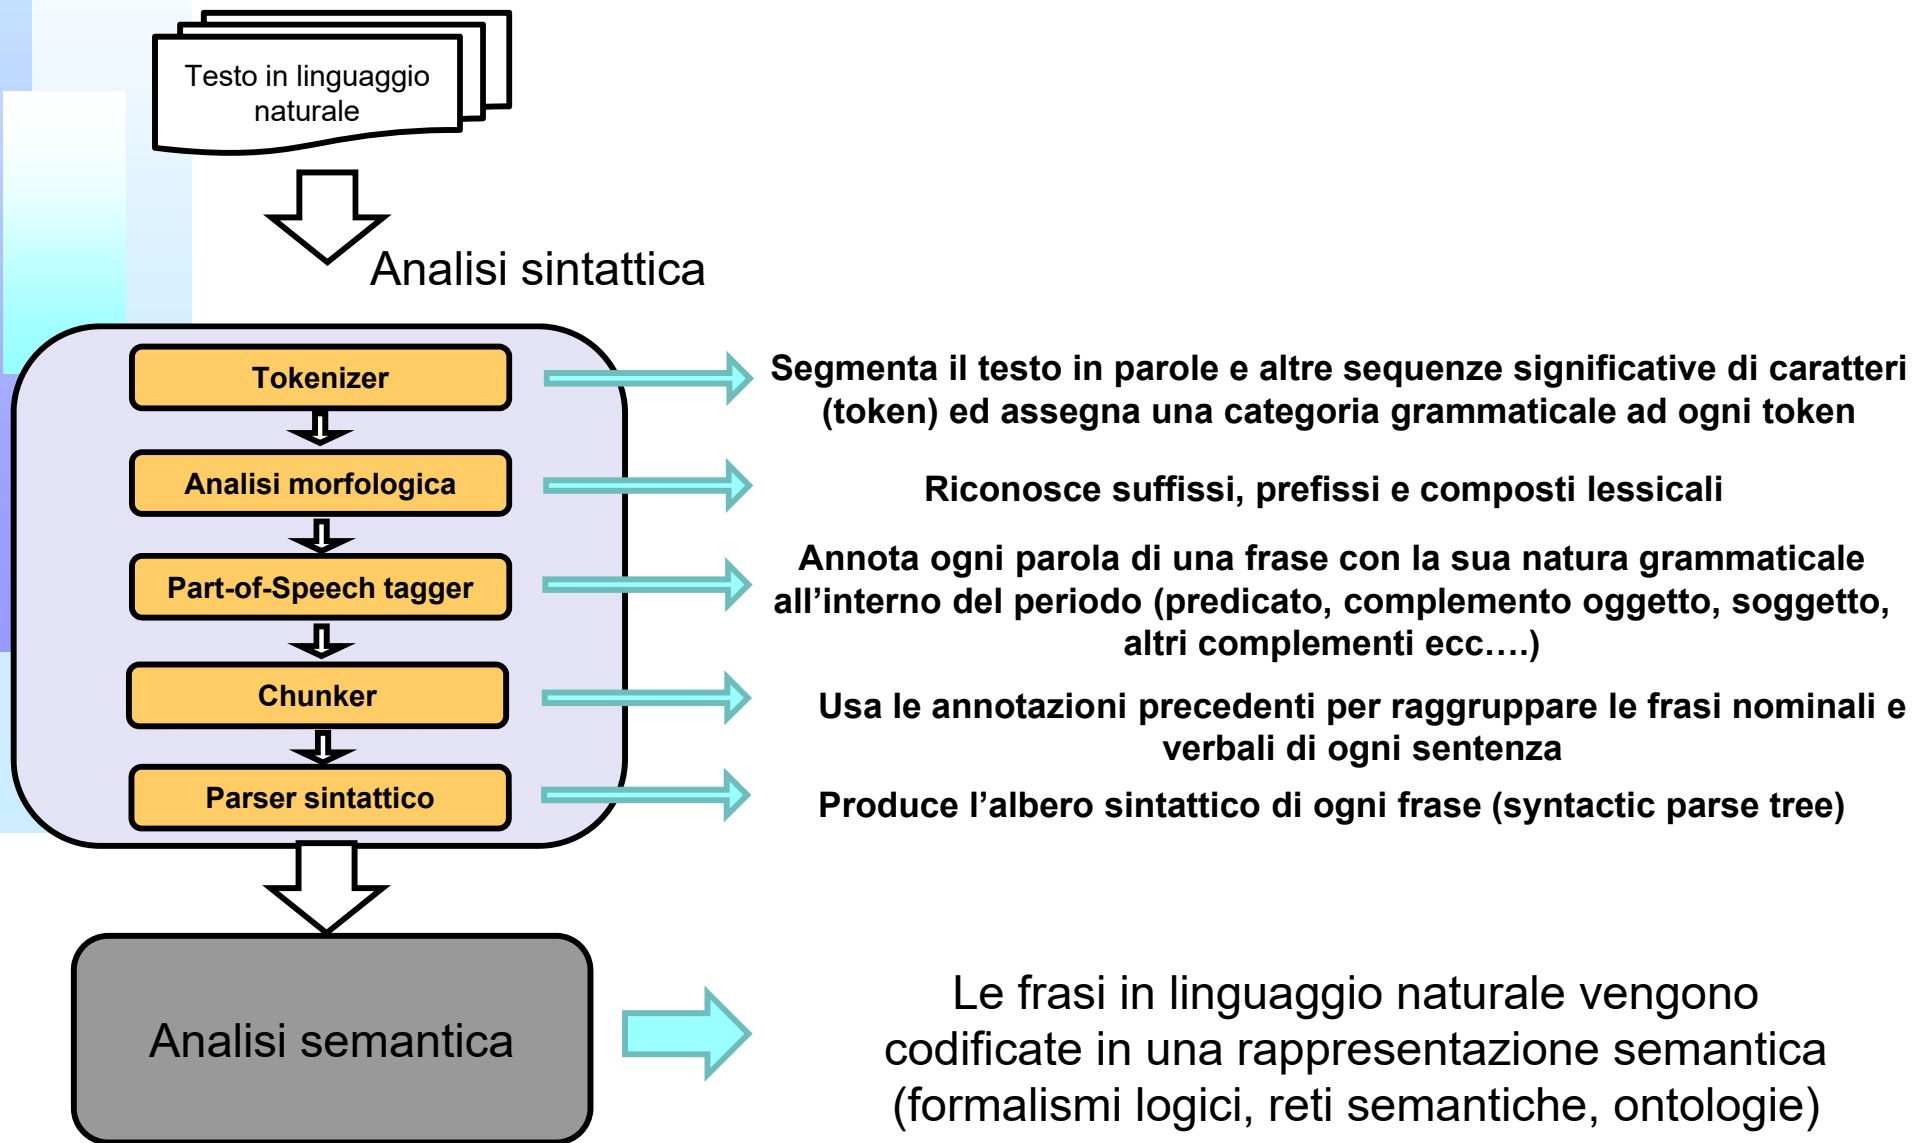 Testo in linguaggio
naturale
Analisi sintattica
Tokenizer
Segmenta il testo in parole e altre sequenze significative di caratteri
(token) ed assegna una categoria grammaticale ad ogni token
Analisi morfologica
Riconosce suffissi, prefissi e composti lessicali
Part-of-Speech tagger
Annota ogni parola di una frase con la sua natura grammaticale
all’interno del periodo (predicato, complemento oggetto, soggetto,
altri complementi ecc….)
Chunker
Usa le annotazioni precedenti per raggruppare le frasi nominali e
verbali di ogni sentenza
Parser sintattico
Produce l’albero sintattico di ogni frase (syntactic parse tree)
Analisi semantica
Le frasi in linguaggio naturale vengono
codificate in una rappresentazione semantica
(formalismi logici, reti semantiche, ontologie)